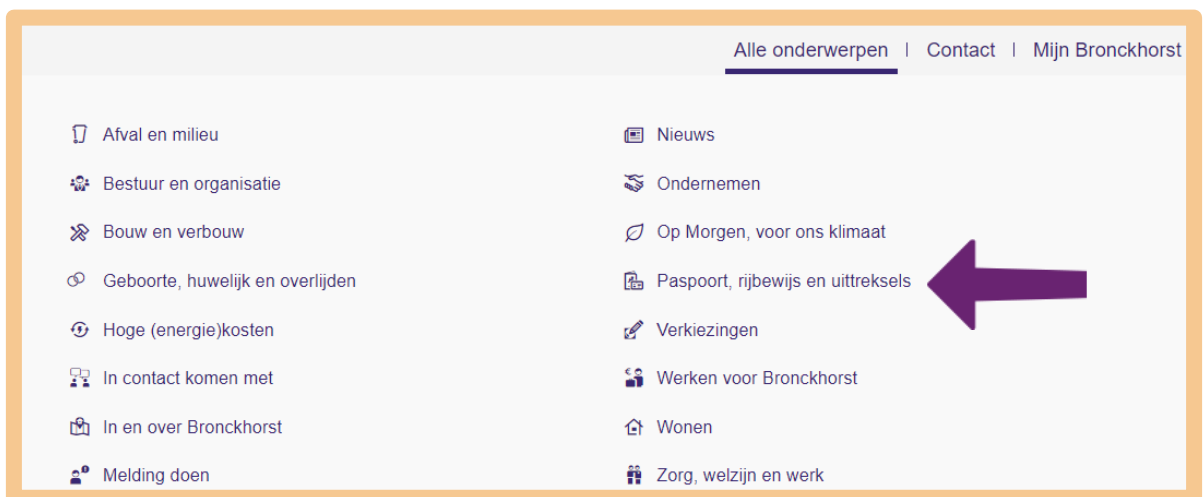 Alle onderwerpen | Contact | Mijn Bronckhorst
Afval en milieu
Bestuur en organisatie
Bouw en verbouw
Geboorte, huwelijk en overlijden
Hoge (energie)kosten
In contact komen met
In en over Bronckhorst
Melding doen
Nieuws
Ondernemen
Op Morgen, voor ons klimaat
Paspoort, rijbewijs en uittreksels
Verkiezingen
Werken voor Bronckhorst
Wonen
Zorg, welzijn en werk